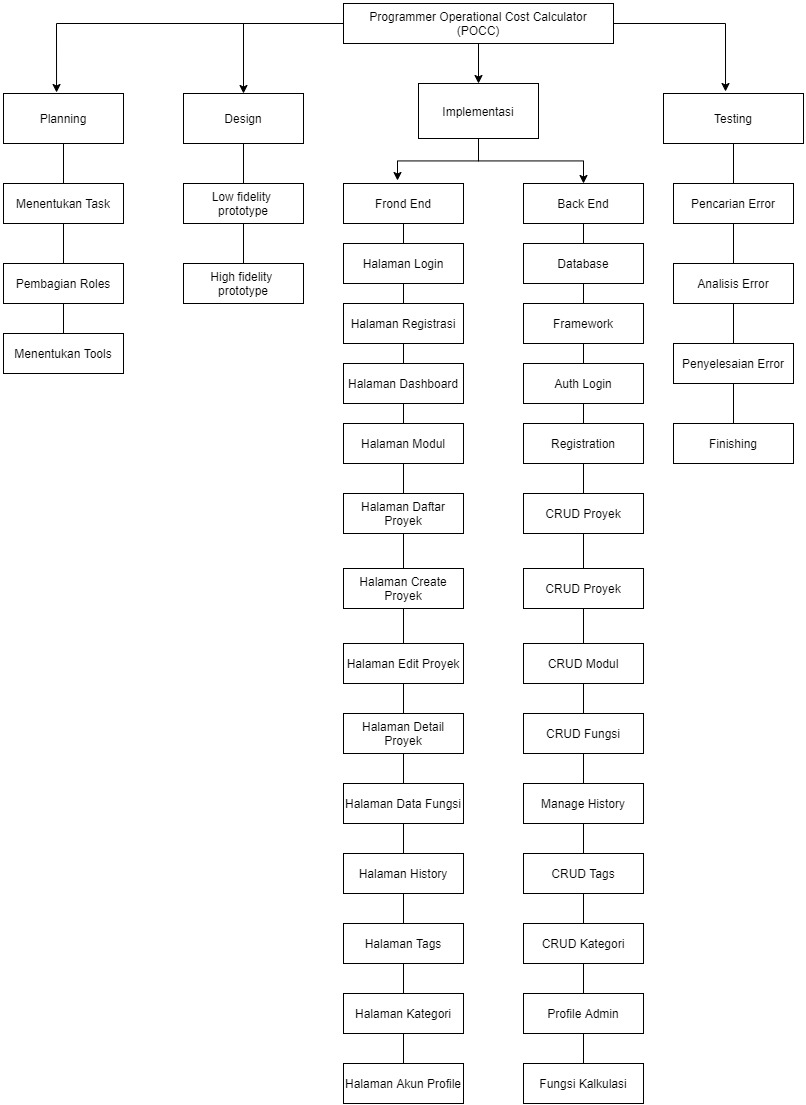 Programmer Operational Cost Calculator
(POCC)
Planning
Design
Implementasi
Testing
Menentukan Task
Pembagian Roles
Menentukan Tools
Low fidelity
prototype
High fidelity
prototype
Frond End
Halaman Login
Halaman Registrasi
Halaman Dashboard
Halaman Modul
Halaman Daftar
Proyek
Halaman Create
Proyek
Halaman Edit Proyek
Halaman Detail
Proyek
Halaman Data Fungsi
Halaman History
Halaman Tags
Halaman Kategori
Halaman Akun Profile
Back End
Database
Framework
Auth Login
Registration
CRUD Proyek
CRUD Proyek
CRUD Modul
CRUD Fungsi
Manage History
CRUD Tags
CRUD Kategori
Profile Admin
Fungsi Kalkulasi
Pencarian Error
Analisis Error
Penyelesaian Error
Finishing